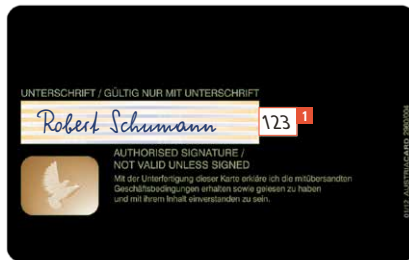 UNTERSCHRIFT / GÜLTIG NUR MIT UNTERSCHRIFT
Robert Schumann 123 1
AUTHORISED SIGNATURE /
NOT VALID UNLESS SIGNED
Mit der Unterfertigung dieser Karte erkläre ich die mitübersandten
Geschäftsbedingungen erhalten sowie gelesen zu haben
und mit ihrem Inhalt einverstanden zu sein.
01/12 AUSTRIACARD